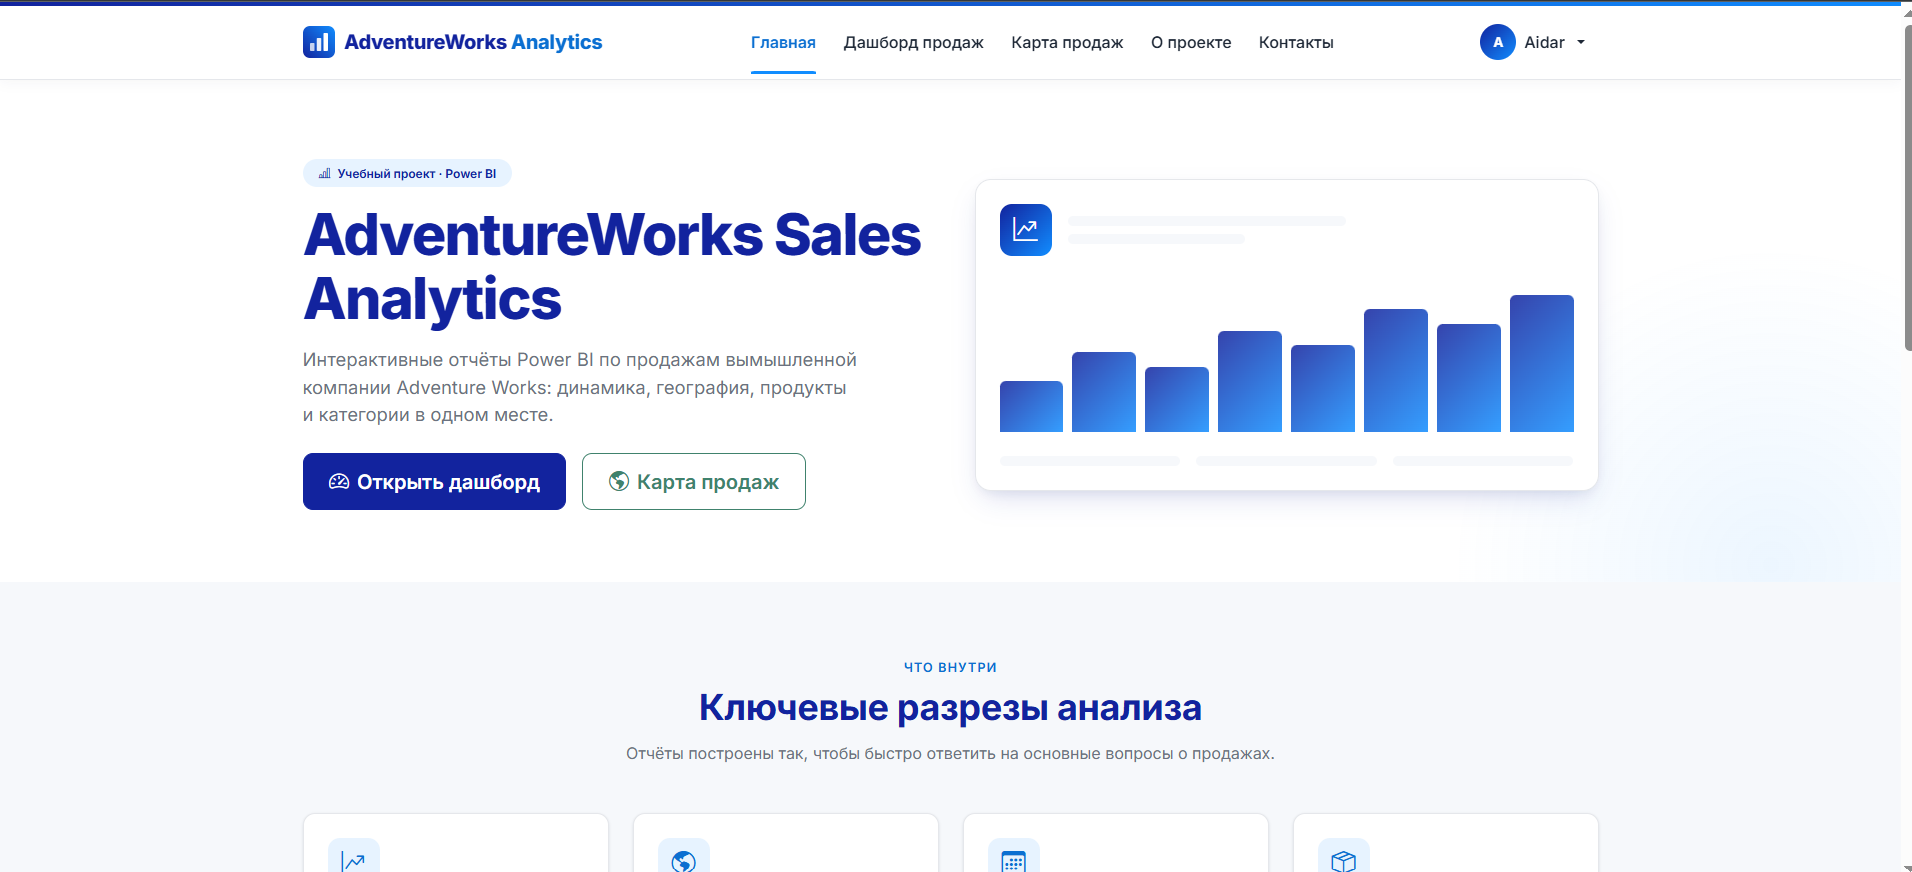 AdventureWorks Analytics
Главная
Дашборд продаж
Карта продаж
О проекте
Контакты
A
Aidar
Учебный проект · Power BI
AdventureWorks Sales
Analytics
Интерактивные отчёты Power BI по продажам вымышленной
компании Adventure Works: динамика, география, продукты
и категории в одном месте.
Открыть дашборд
Карта продаж
ЧТО ВНУТРИ
Ключевые разрезы анализа
Отчёты построены так, чтобы быстро ответить на основные вопросы о продажах.